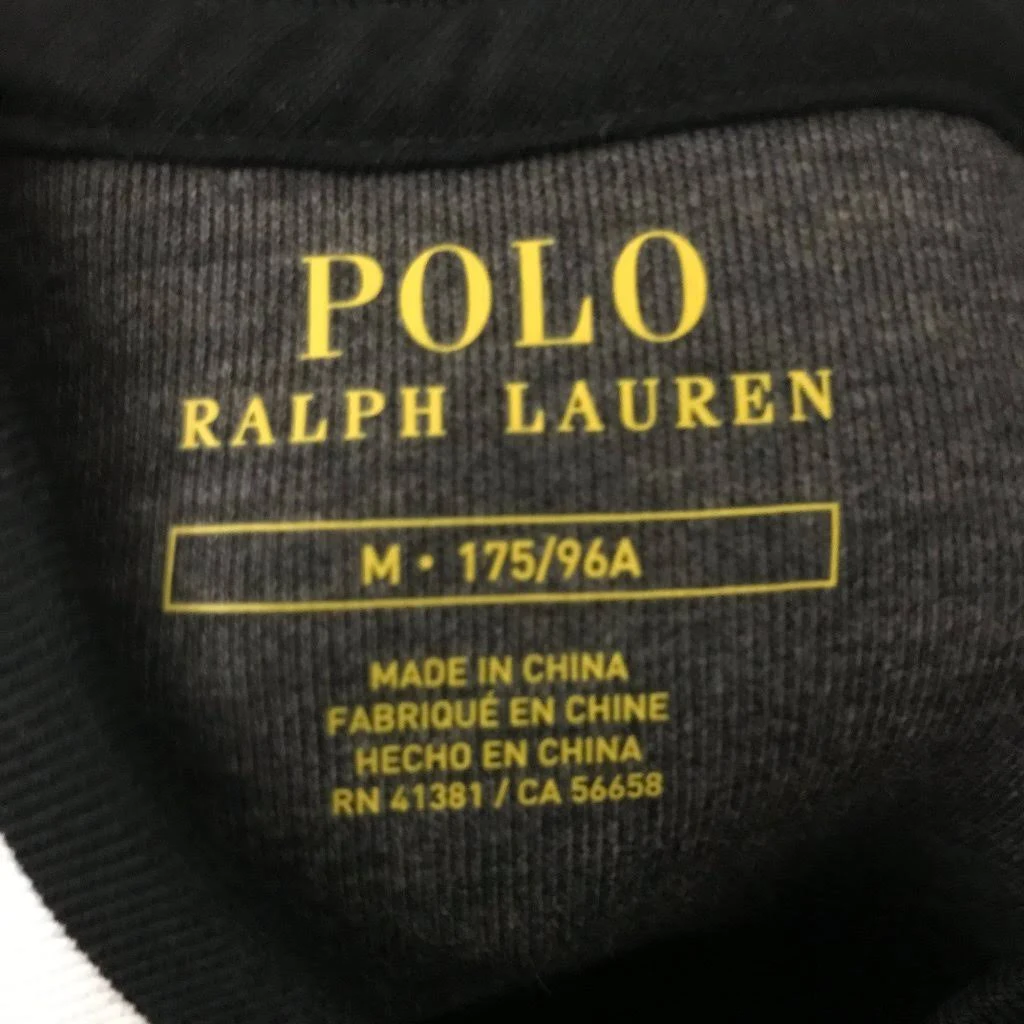 POLO
RALPH LAUREN
M • 175/96A
MADE IN CHINA
FABRIQUÉ EN CHINE
HECHO EN CHINA
RN 41381 / CA 56658